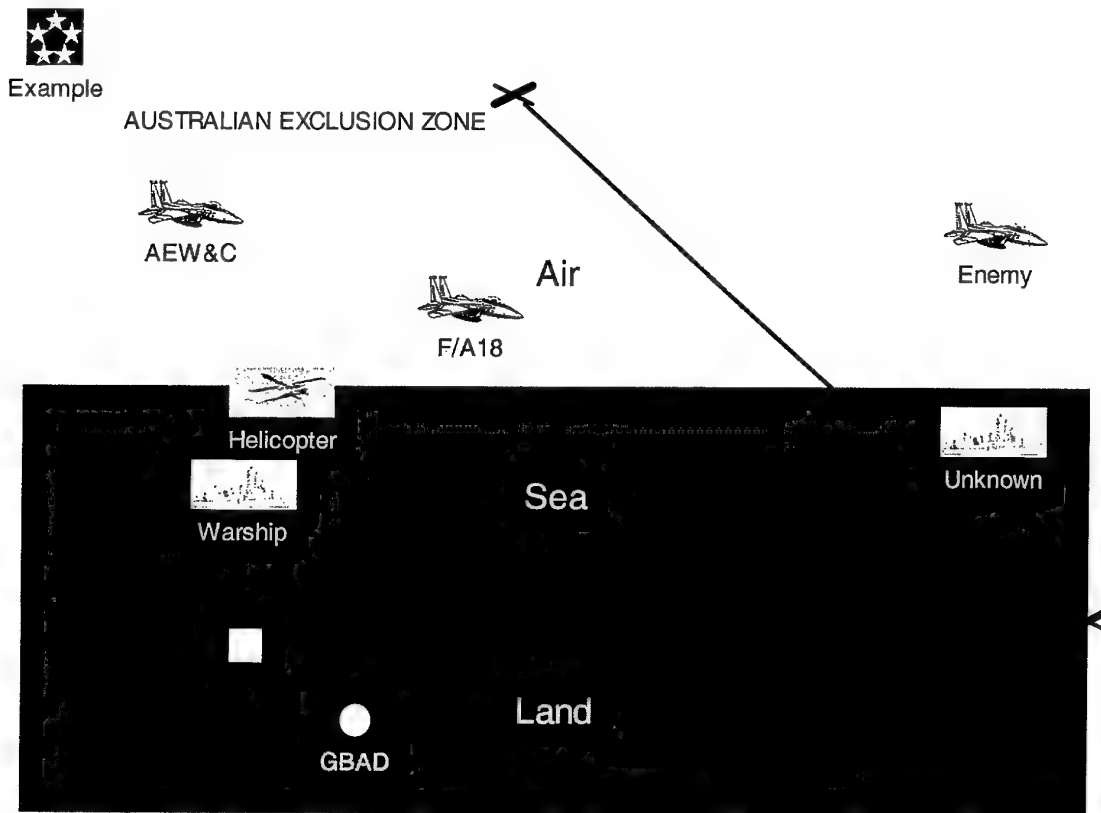 Example
AUSTRALIAN EXCLUSION ZONE
AEW&C
Enemy
Air
F/A18
Helicopter
Unknown
Sea
Warship
Land
GBAD